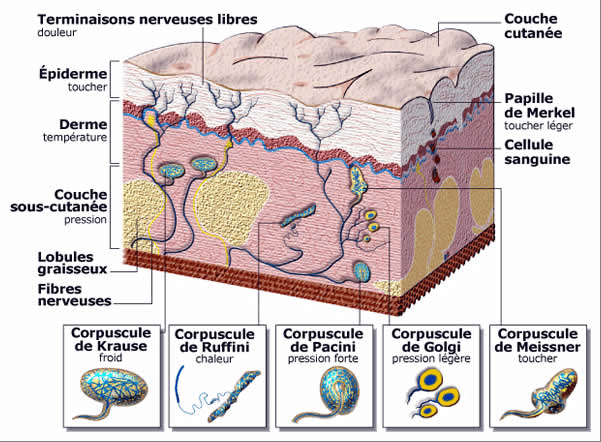 Terminaisons nerveuses libres
douleur
Couche
cutanée
Épiderme
toucher
Derme
température
Couche
sous-cutanée
pression
Lobules
graisseux
Fibres
nerveuses
Papille
de Merkel
toucher léger
Cellule
sanguine
Corpuscule
de Krause
froid
Corpuscule
de Ruffini
chaleur
Corpuscule
de Pacini
pression forte
Corpuscule
de Golgi
pression légère
Corpuscule
de Meissner
toucher